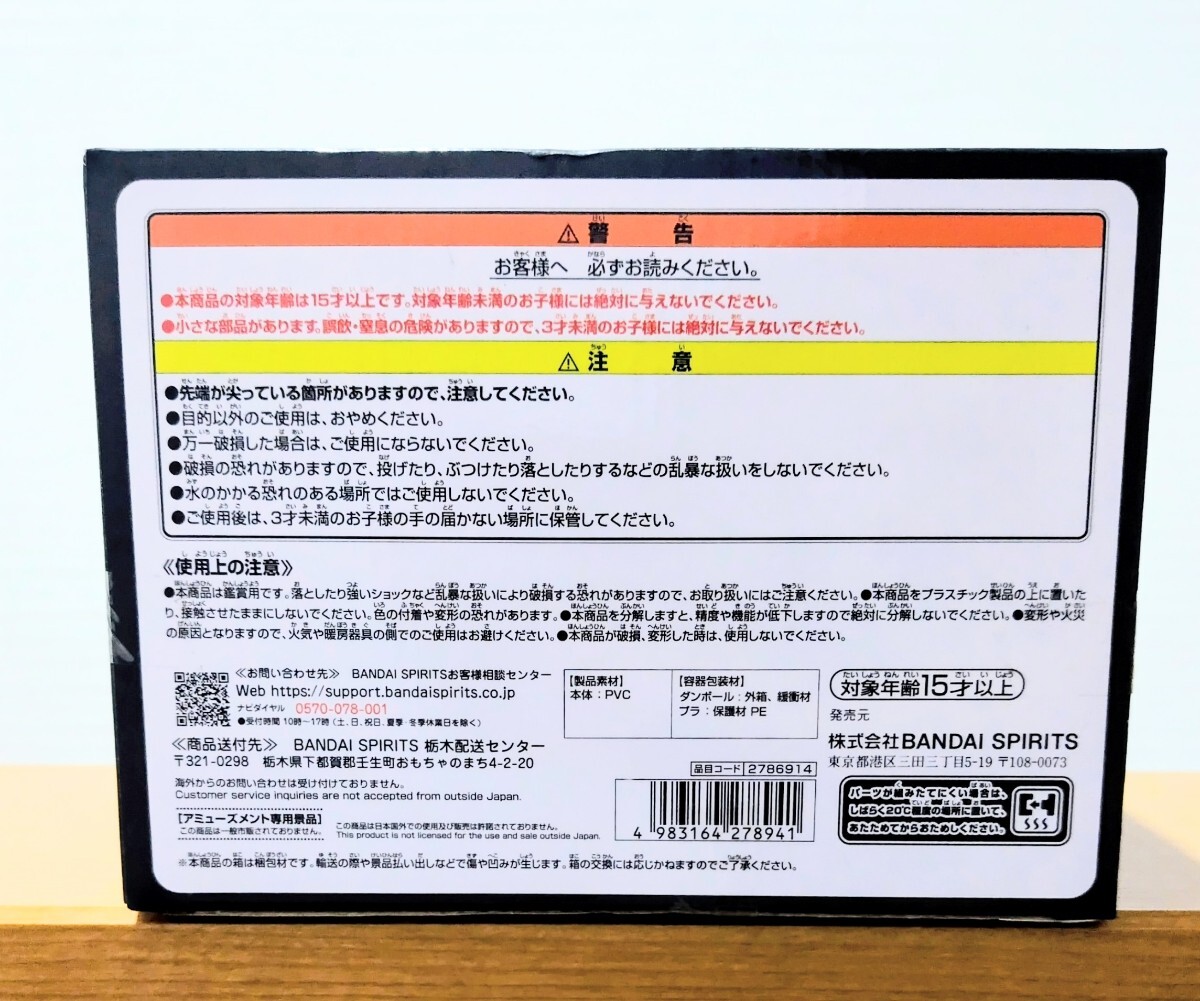 ⚠警 告
お客様へ 必ずお読みください。
●本商品の対象年齢は15才以上です。対象年齢未満のお子様には絶対に与えないでください。
●小さな部品があります。誤飲・窒息の危険がありますので、3才未満のお子様には絶対に与えないでください。
⚠注 意
●先端が尖っている箇所がありますので、注意してください。
●目的以外のご使用は、おやめください。
●万一破損した場合は、ご使用にならないでください。
●破損の恐れがありますので、投げたり、ぶつけたり落としたりするなどの乱暴な扱いをしないでください。
●水のかかる恐れのある場所ではご使用しないでください。
●ご使用後は、3才未満のお子様の手の届かない場所に保管してください。
《使用上の注意》
●本商品は鑑賞用です。落としたり強いショックなど乱暴な扱いにより破損する恐れがありますので、お取り扱いにはご注意ください。●本商品をプラスチック製品の上に置いた
り、接触させたままにしないでください。色の付着や変形の恐れがあります。●本商品を分解しますと、精度や機能が低下しますので絶対に分解しないでください。●変形や火災
の原因となりますので、火気や暖房器具の側でのご使用はお避けください。●本商品が破損、変形した時は、使用しないでください。
≪お問い合わせ先≫ BANDAI SPIRITSお客様相談センター
Web https://support.bandaispirits.co.jp
ナビダイヤル 0570-078-001
●受付時間 10時〜17時(土、日、祝日、夏季・冬季休業日を除く)
≪商品送付先≫ BANDAI SPIRITS 栃木配送センター
〒321-0298 栃木県下都賀郡壬生町おもちゃのまち4-2-20
海外からのお問い合わせは受け付けておりません。
Customer service inquiries are not accepted from outside Japan.
[アミューズメント専用景品]
この商品は一般市販されておりません。
この商品は日本国外での使用及び販売は許諾されておりません。
This product is not licensed for the use and sale outside Japan.
※本商品の箱は梱包材です。輸送の際や景品払い出しなどで傷や凹みが生じます。箱の交換には応じかねますのでご了承ください。
【製品素材】
本体:PVC
【容器包装材】
ダンボール:外箱、緩衝材
プラ:保護材 PE
品目コード 2786914
4 983164 278941
対象年齢15才以上
発売元
株式会社BANDAI SPIRITS
東京都港区三田三丁目5-19 〒108-0073
パーツが組みたてにくい場合は、
しばらく20℃程度の場所に置いて、
あたためてからおためしください。